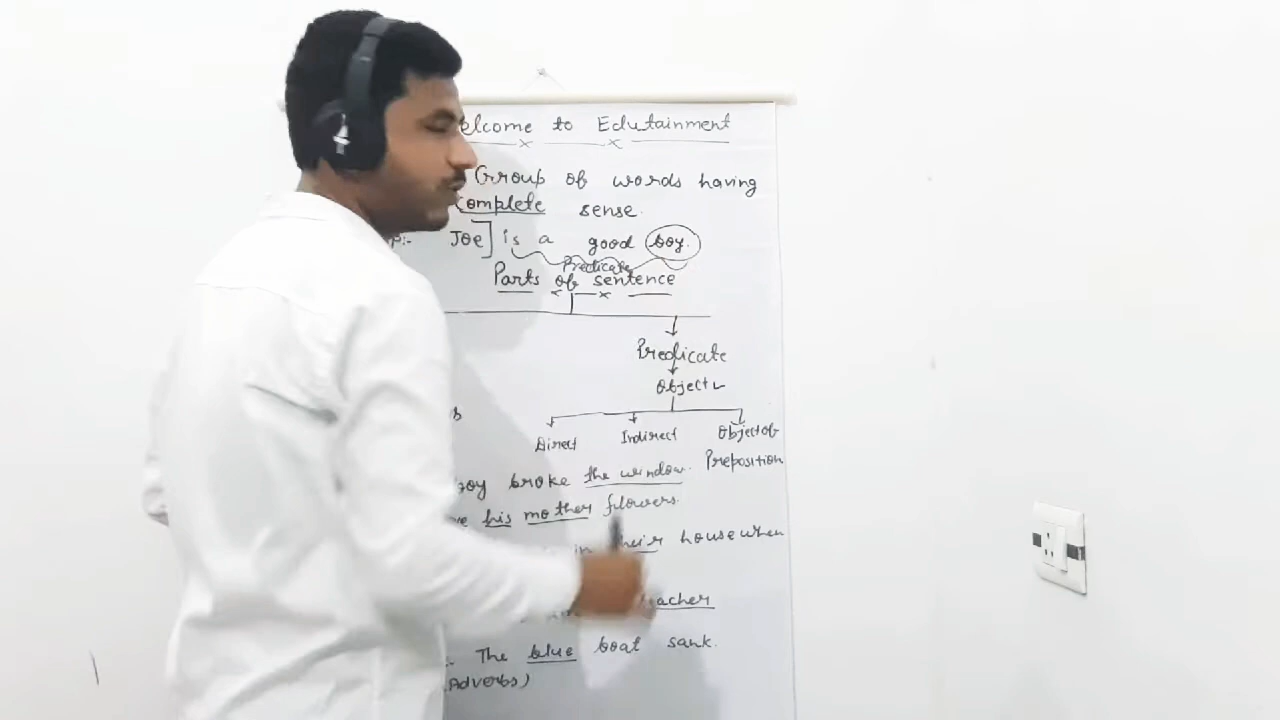 elcome to Edutainment
Group of words having
Complete sense.
p:- Joe] is a good boy.
Predicate
Parts of sentence
Predicate
Object
Direct Indirect Object of
Preposition
boy broke the window.
ve his mother flowers.
in their house when
teacher
The blue boat sank.
Adverbs)